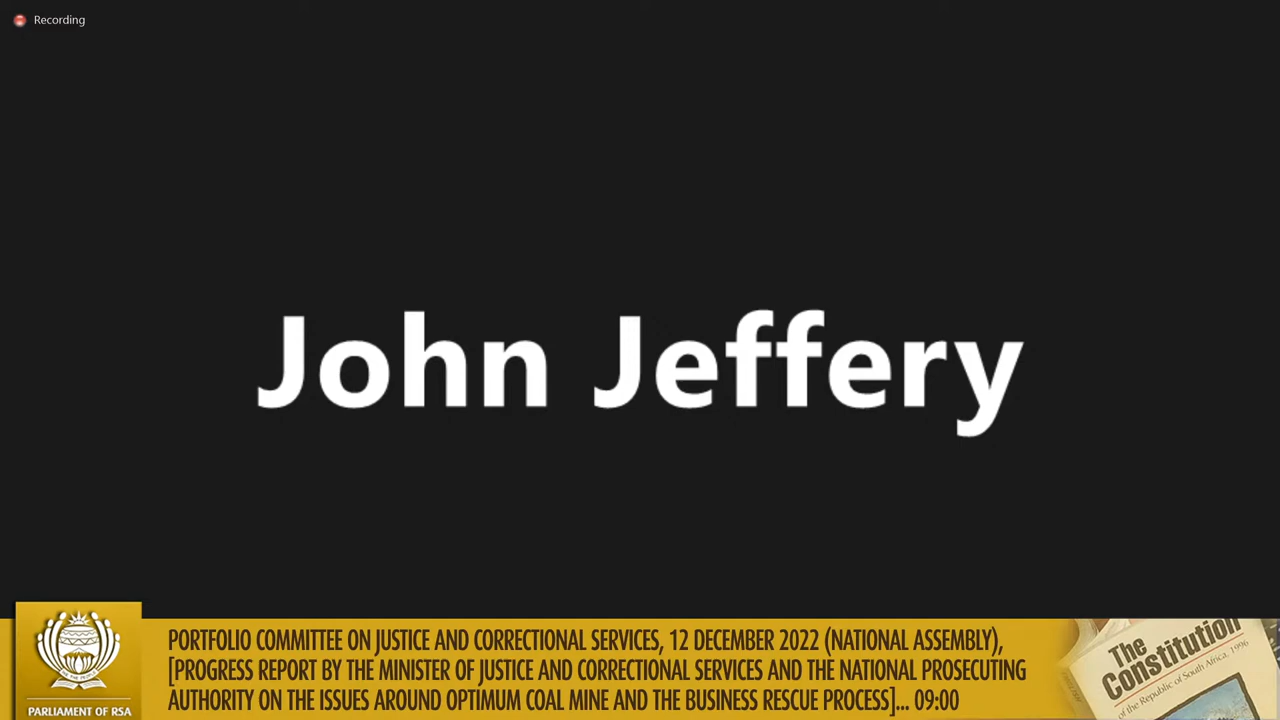 Recording
John Jeffery
PORTFOLIO COMMITTEE ON JUSTICE AND CORRECTIONAL SERVICES, 12 DECEMBER 2022 (NATIONAL ASSEMBLY),
[PROGRESS REPORT BY THE MINISTER OF JUSTICE AND CORRECTIONAL SERVICES AND THE NATIONAL PROSECUTING
AUTHORITY ON THE ISSUES AROUND OPTIMUM COAL MINE AND THE BUSINESS RESCUE PROCESS]... 09:00
PARLIAMENT OF RSA
The
Constitution
of the Republic of South Africa, 1996